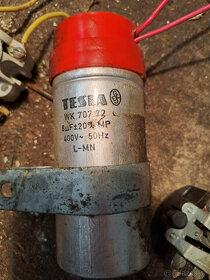 TESLA
WK 707 22
8µF±20% MP
400V~ 50Hz
L-MN